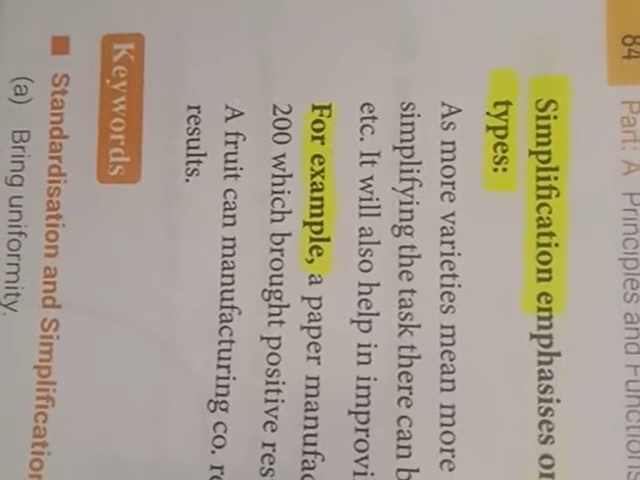 84 Part: A Principles and Functions
Simplification emphasises on
types:
As more varieties mean more
simplifying the task there can b
etc. It will also help in improvi
For example, a paper manufac
200 which brought positive res
A fruit can manufacturing co. re
results.
Keywords
Standardisation and Simplification
(a) Bring uniformity.